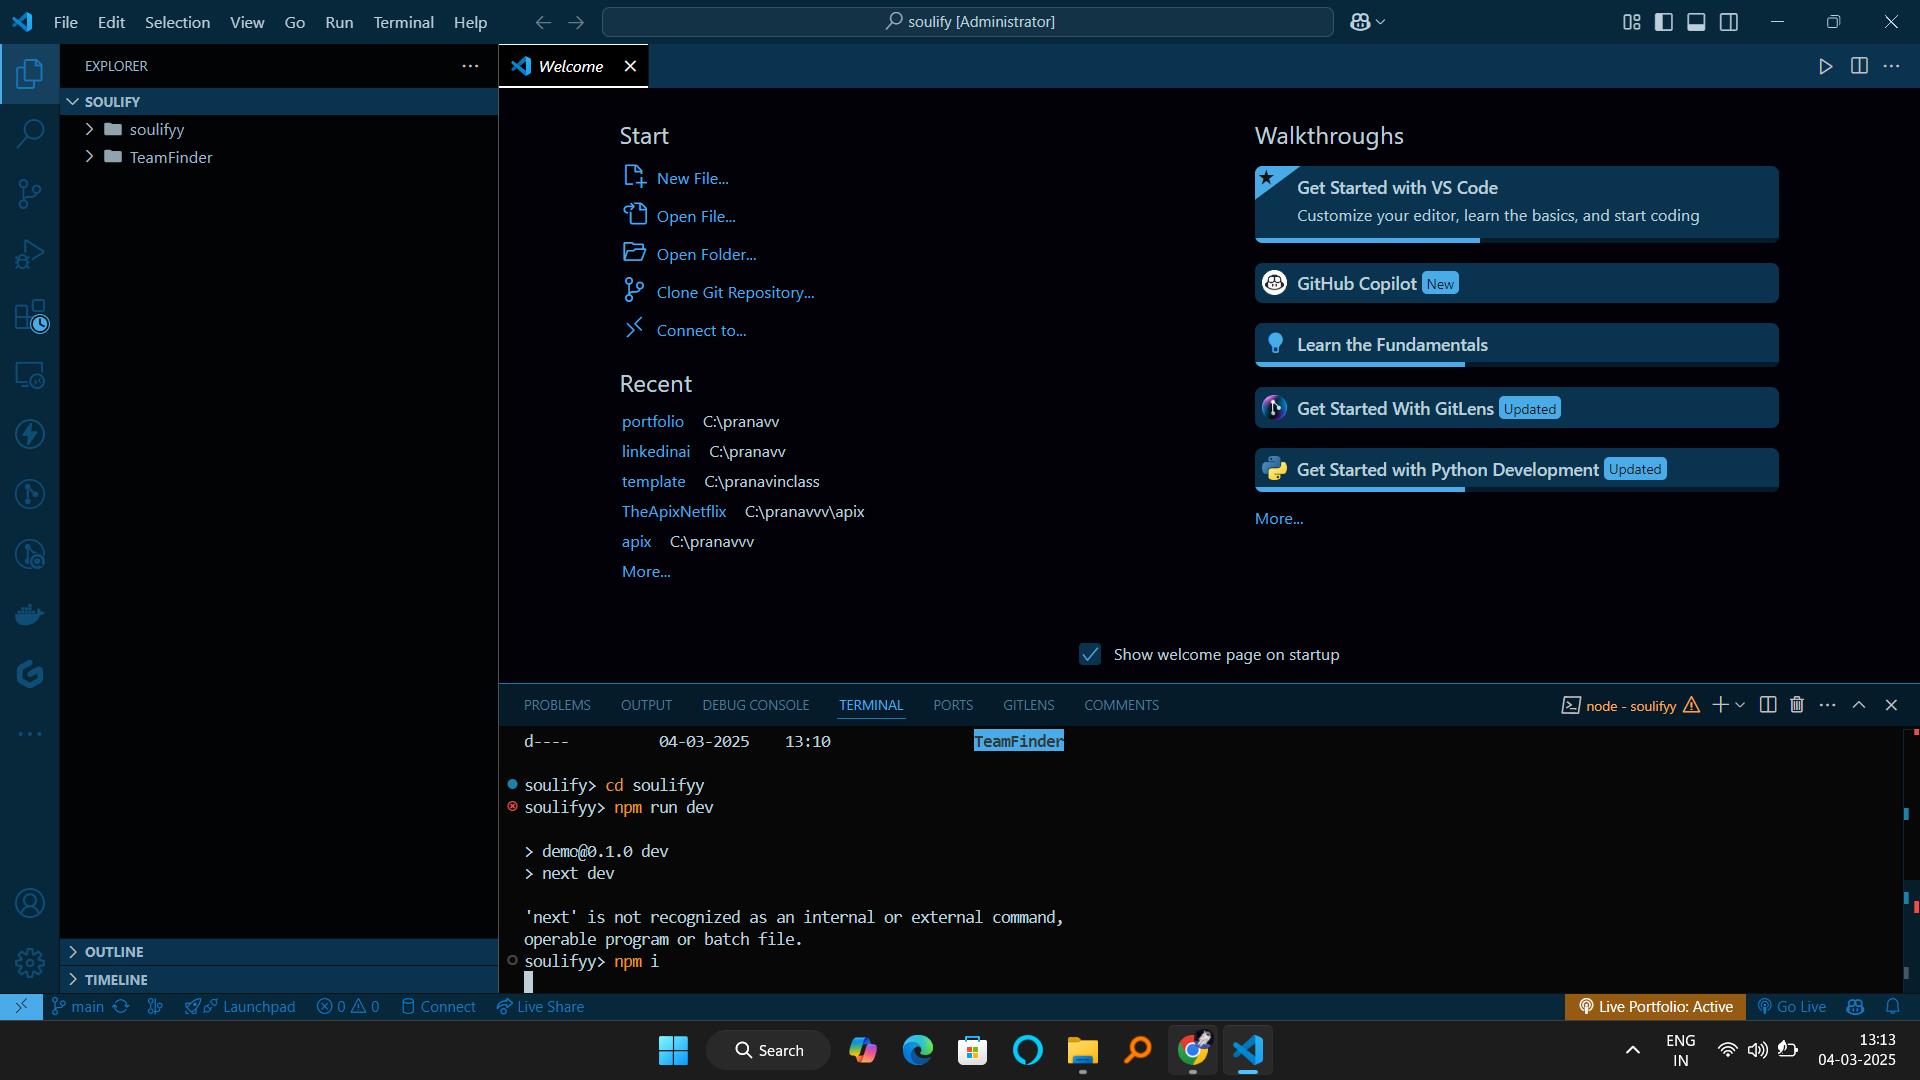 File Edit Selection View Go Run Terminal Help
soulify [Administrator]
EXPLORER
Welcome
SOULIFY
soulifyy
TeamFinder
Start
New File...
Open File...
Open Folder...
Clone Git Repository...
Connect to...
Recent
portfolio C:\pranavv
linkedinai C:\pranavv
template C:\pranavinclass
TheApixNetflix C:\pranavvv\apix
apix C:\pranavvv
More...
Walkthroughs
Get Started with VS Code
Customize your editor, learn the basics, and start coding
GitHub Copilot New
Learn the Fundamentals
Get Started With GitLens Updated
Get Started with Python Development Updated
More...
Show welcome page on startup
PROBLEMS OUTPUT DEBUG CONSOLE TERMINAL PORTS GITLENS COMMENTS
node - soulifyy
d---- 04-03-2025 13:10 TeamFinder
soulify> cd soulifyy
soulifyy> npm run dev
> demo@0.1.0 dev
> next dev
'next' is not recognized as an internal or external command,
operable program or batch file.
soulifyy> npm i
OUTLINE
TIMELINE
main Launchpad 0 0 Connect Live Share
Live Portfolio: Active Go Live
Search
ENG
IN
13:13
04-03-2025